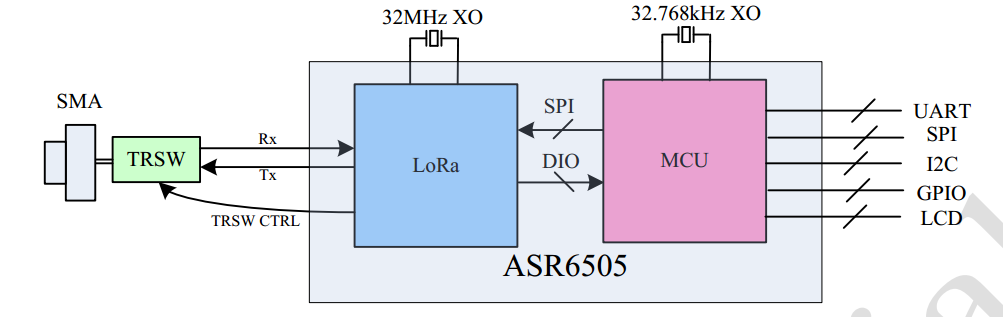 32MHz XO
32.768kHz XO
SMA
TRSW
Rx
Tx
TRSW CTRL
LoRa
SPI
DIO
MCU
UART
SPI
I2C
GPIO
LCD
ASR6505